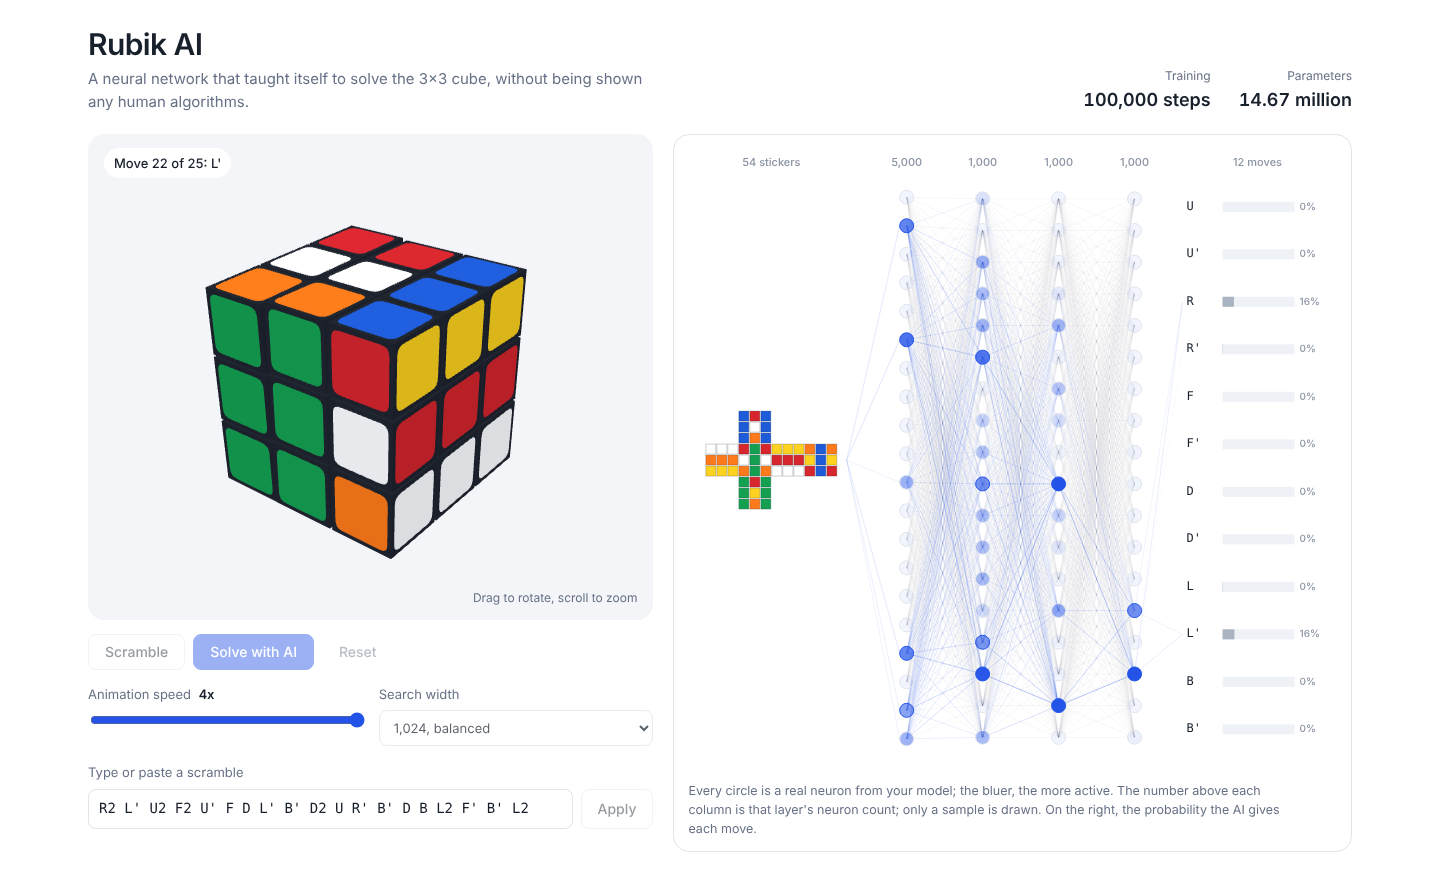 Rubik AI
A neural network that taught itself to solve the 3×3 cube, without being shown
any human algorithms.
Training
100,000 steps
Parameters
14.67 million
Move 22 of 25: L'
Drag to rotate, scroll to zoom
Scramble
Solve with AI
Reset
Animation speed 4x
Search width
1,024, balanced
Type or paste a scramble
R2 L' U2 F2 U' F D L' B' D2 U R' B' D B L2 F' B' L2
Apply
54 stickers
5,000
1,000
1,000
1,000
12 moves
U 0%
U' 0%
R 16%
R' 0%
F 0%
F' 0%
D 0%
D' 0%
L 0%
L' 16%
B 0%
B' 0%
Every circle is a real neuron from your model; the bluer, the more active. The number above each
column is that layer's neuron count; only a sample is drawn. On the right, the probability the AI gives
each move.